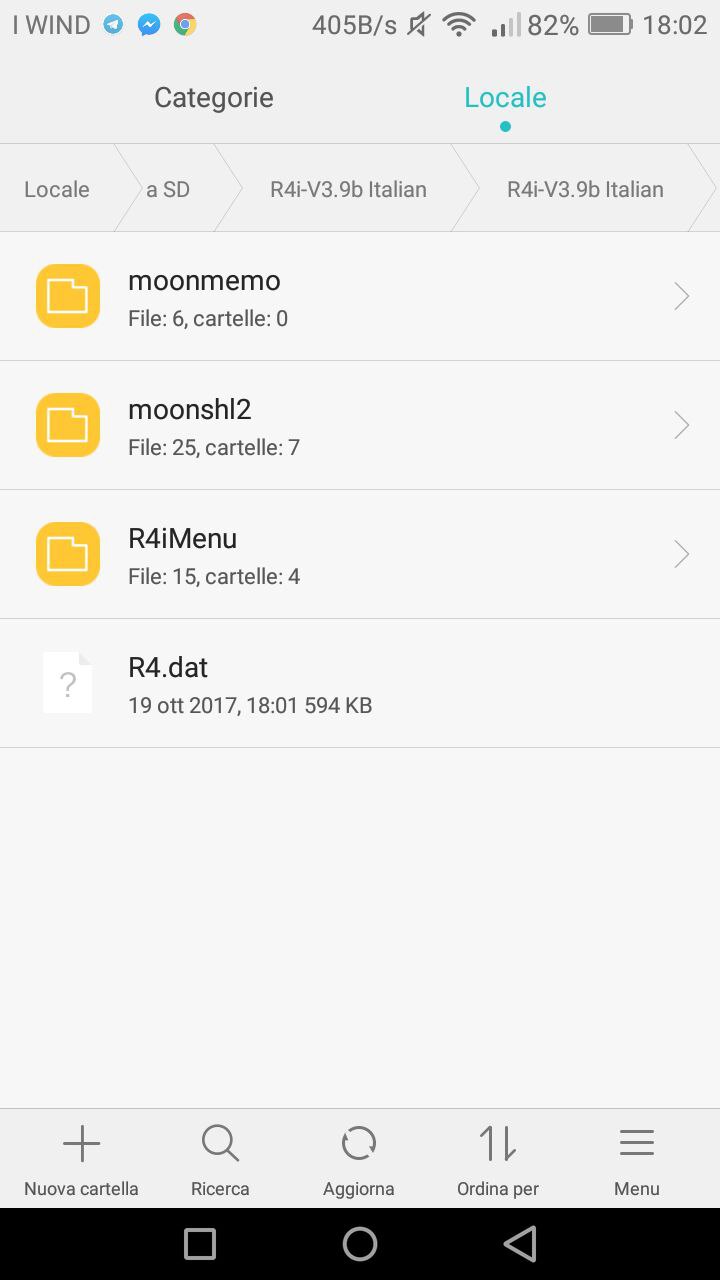 I WIND 405B/s 82% 18:02
Categorie Locale
Locale a SD R4i-V3.9b Italian R4i-V3.9b Italian
moonmemo
File: 6, cartelle: 0
moonshl2
File: 25, cartelle: 7
R4iMenu
File: 15, cartelle: 4
?
R4.dat
19 ott 2017, 18:01 594 KB
Nuova cartella Ricerca Aggiorna Ordina per Menu